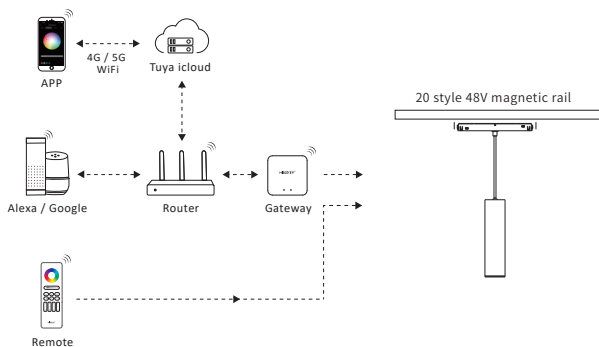 4G / 5G
WiFi
APP
Tuya icloud
20 style 48V magnetic rail
Alexa / Google
Router
Gateway
Remote